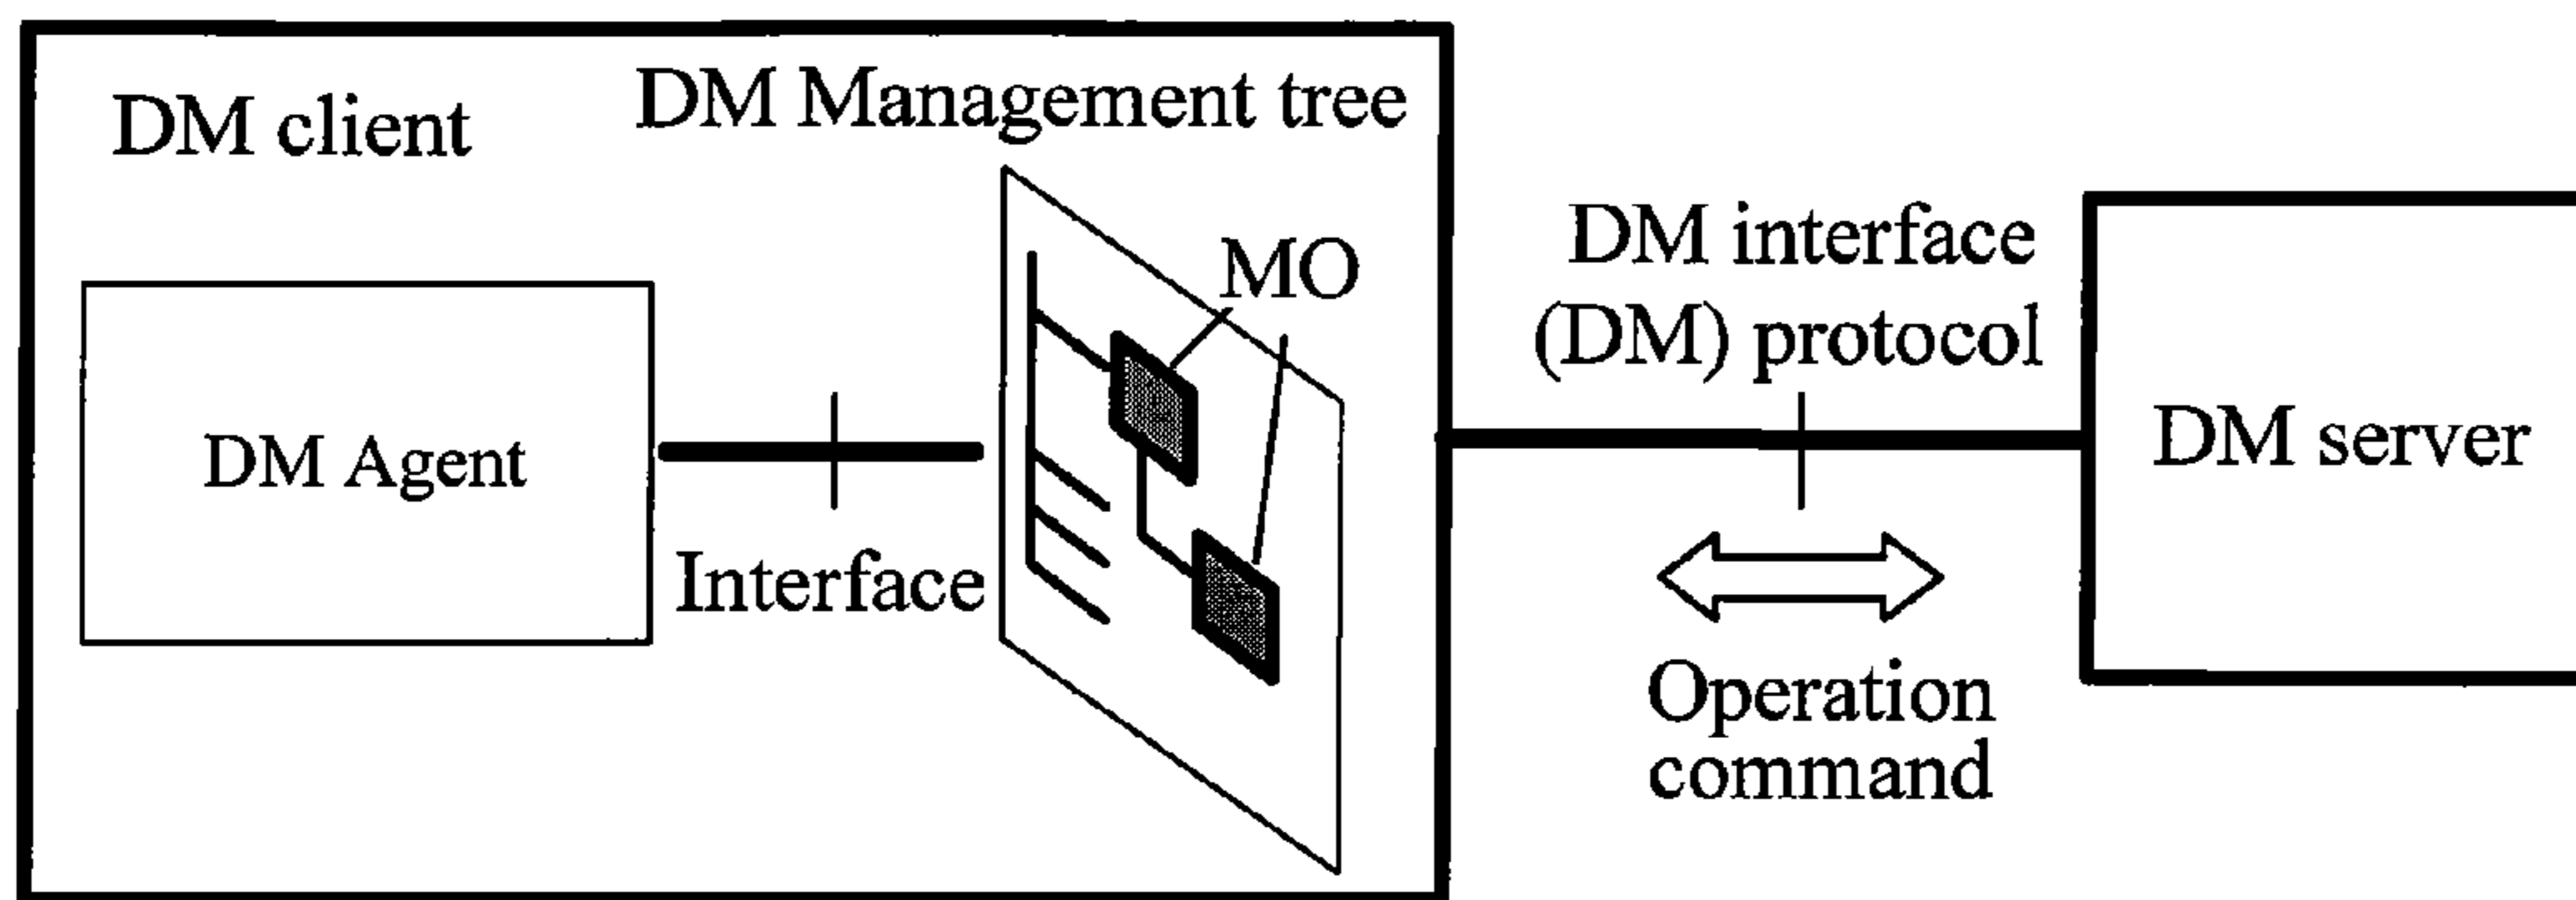 DM client
DM Management tree
MO
DM Agent
Interface
DM interface
(DM) protocol
Operation
command
DM server